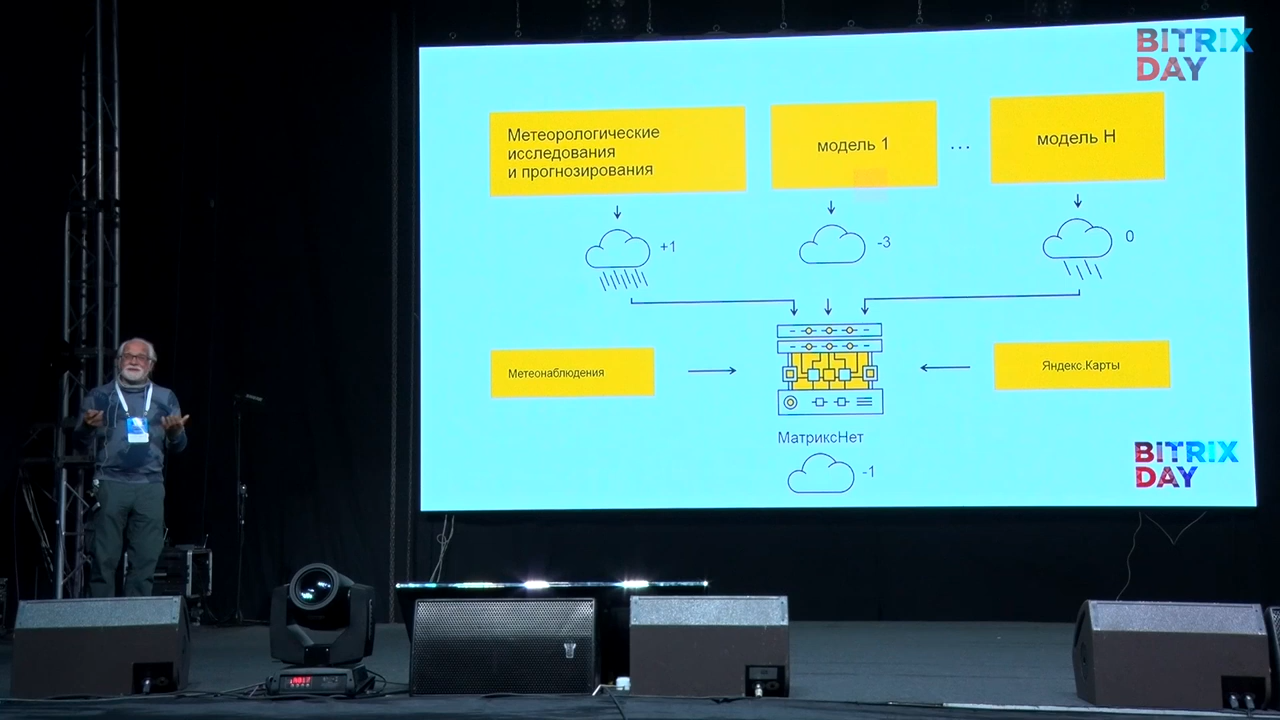 BITRIX
DAY
Метеорологические
исследования
и прогнозирования
модель 1
...
модель Н
+1
-3
0
Метеонаблюдения
Яндекс.Карты
МатриксНет
-1
BITRIX
DAY